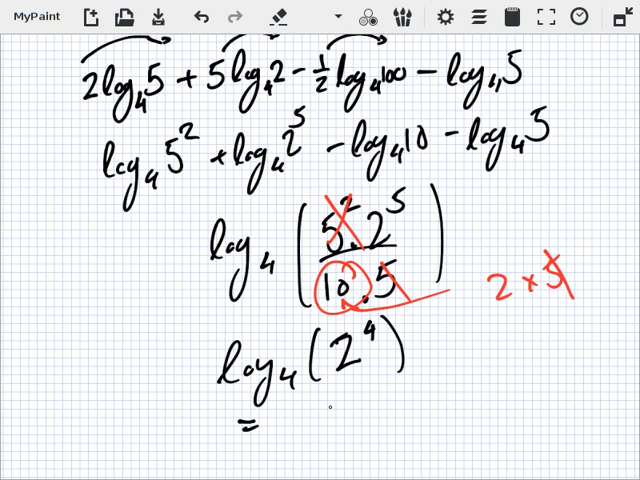 MyPaint
2log₄5 + 5log₄2 - ½log₄100 - log₄5
log₄5² + log₄2⁵ - log₄10 - log₄5
log₄(5².2⁵/10.5) 2×5
log₄(2⁴)
=